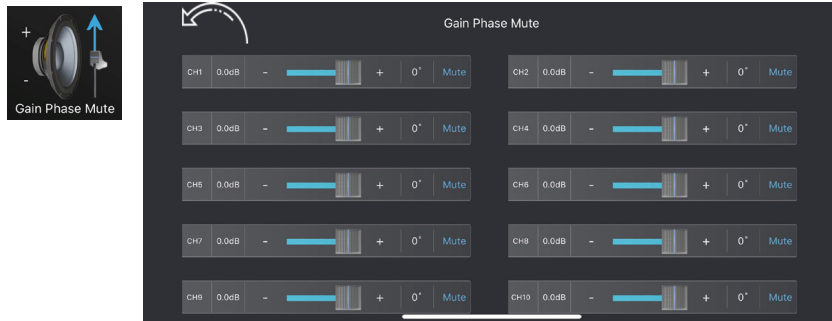 +
-
Gain Phase Mute
Gain Phase Mute
CH1 0.0dB - + 0° Mute
CH2 0.0dB - + 0° Mute
CH3 0.0dB - + 0° Mute
CH4 0.0dB - + 0° Mute
CH5 0.0dB - + 0° Mute
CH6 0.0dB - + 0° Mute
CH7 0.0dB - + 0° Mute
CH8 0.0dB - + 0° Mute
CH9 0.0dB - + 0° Mute
CH10 0.0dB - + 0° Mute